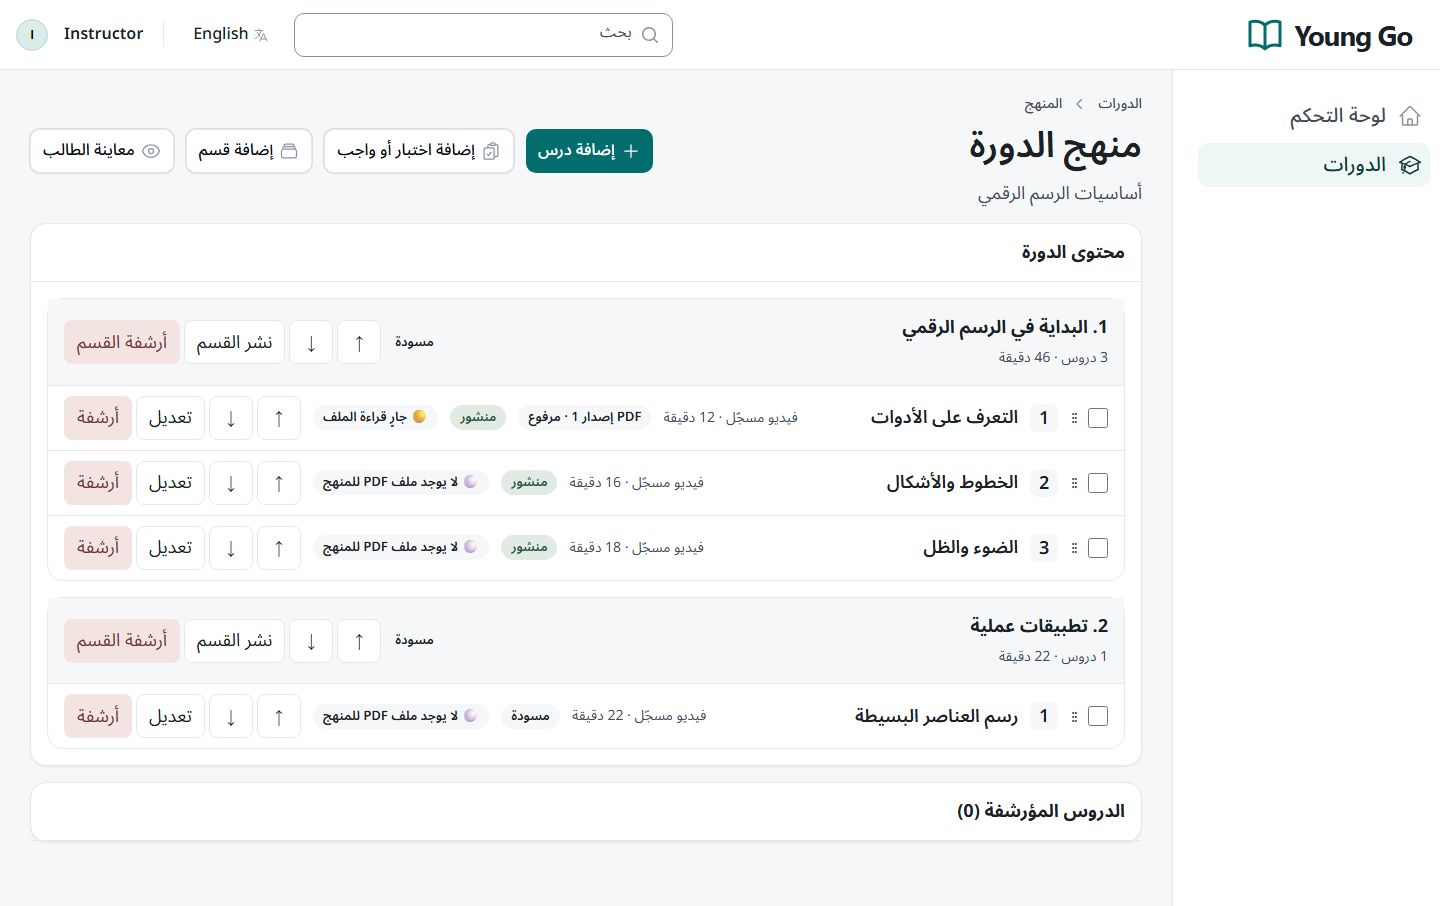 Young Go
بحث
English
Instructor
I
لوحة التحكم
الدورات
الدورات
المنهج
منهج الدورة
أساسيات الرسم الرقمي
إضافة درس
إضافة اختبار أو واجب
إضافة قسم
معاينة الطالب
محتوى الدورة
1. البداية في الرسم الرقمي
3 دروس · 46 دقيقة
مسودة
↑
↓
نشر القسم
أرشفة القسم
1 التعرف على الأدوات فيديو مسجّل · 12 دقيقة PDF إصدار 1 · مرفوع منشور جارٍ قراءة الملف ↑ ↓ تعديل أرشفة
2 الخطوط والأشكال فيديو مسجّل · 16 دقيقة منشور لا يوجد ملف PDF للمنهج ↑ ↓ تعديل أرشفة
3 الضوء والظل فيديو مسجّل · 18 دقيقة منشور لا يوجد ملف PDF للمنهج ↑ ↓ تعديل أرشفة
2. تطبيقات عملية
1 دروس · 22 دقيقة
مسودة
↑
↓
نشر القسم
أرشفة القسم
1 رسم العناصر البسيطة فيديو مسجّل · 22 دقيقة مسودة لا يوجد ملف PDF للمنهج ↑ ↓ تعديل أرشفة
الدروس المؤرشفة (0)